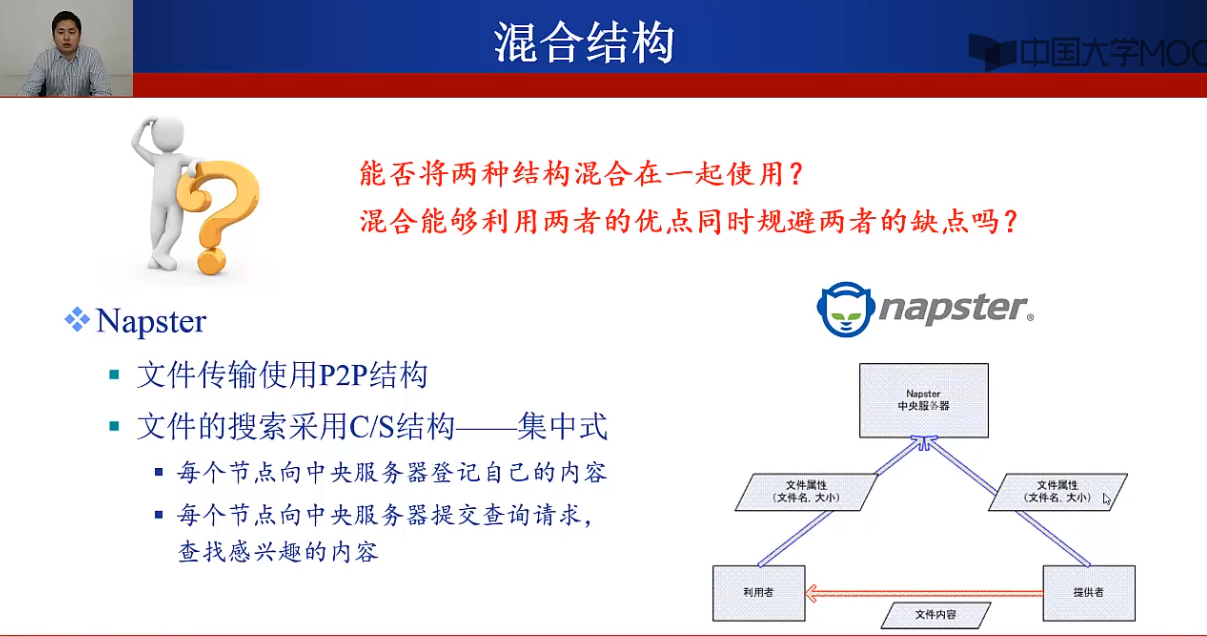 混合结构
中国大学MOO
能否将两种结构混合在一起使用？
混合能够利用两者的优点同时规避两者的缺点吗？
Napster
文件传输使用P2P结构
文件的搜索采用C/S结构——集中式
每个节点向中央服务器登记自己的内容
每个节点向中央服务器提交查询请求，
查找感兴趣的内容
napster
Napster
中央服务器
文件属性
（文件名, 大小）
文件属性
（文件名, 大小）
利用者
提供者
文件内容